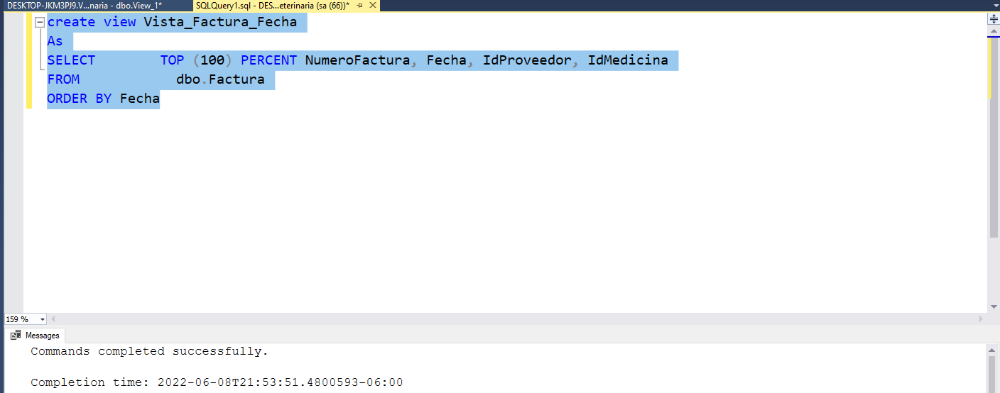 DESKTOP-JKM3PJ9.V...naria - dbo.View_1* SQLQuery1.sql - DES...eterinaria (sa (66))*
create view Vista_Factura_Fecha
As
SELECT TOP (100) PERCENT NumeroFactura, Fecha, IdProveedor, IdMedicina
FROM dbo.Factura
ORDER BY Fecha
159 %
Messages
Commands completed successfully.
Completion time: 2022-06-08T21:53:51.4800593-06:00